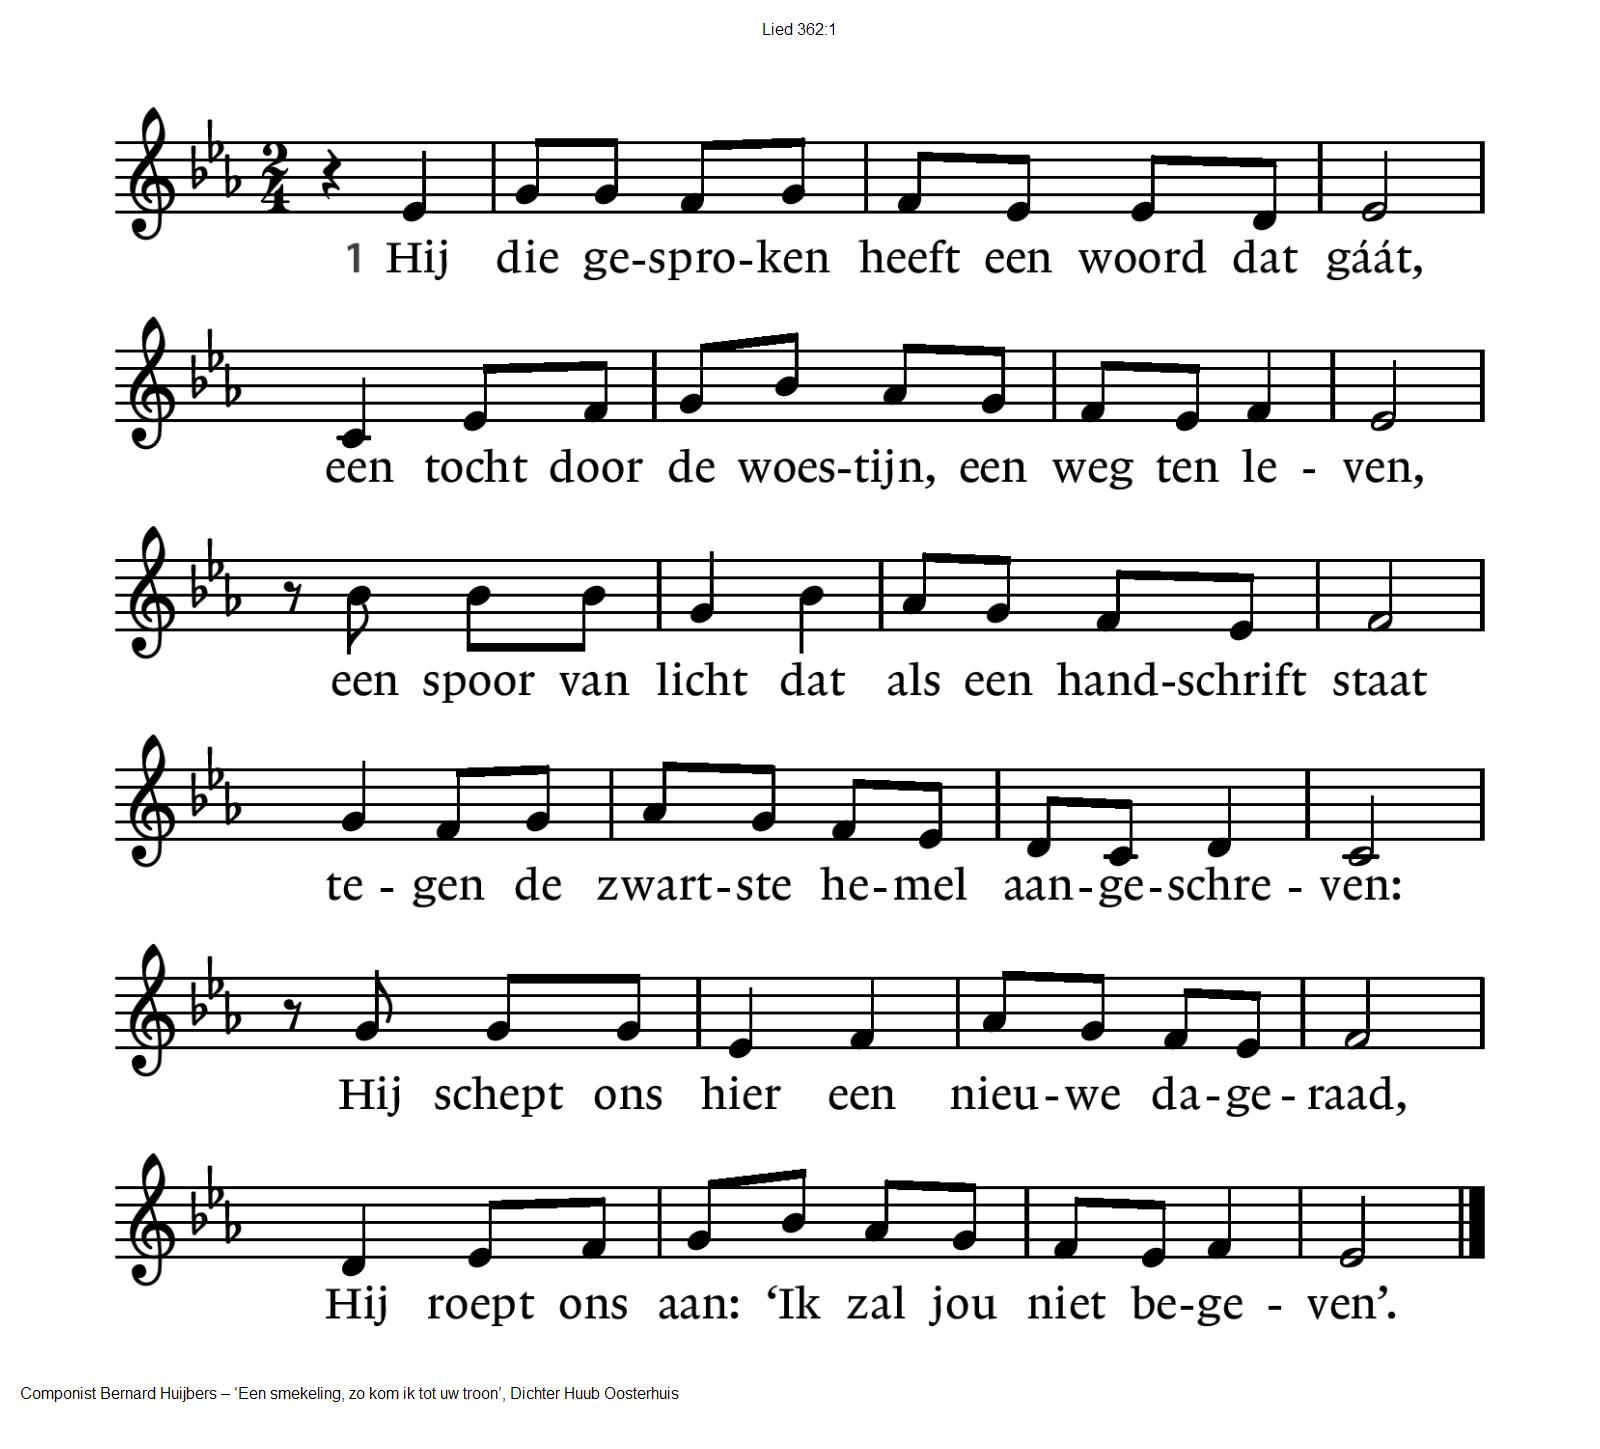 Lied 362:1
2
4
1 Hij die ge-spro-ken heeft een woord dat gáát,
een tocht door de woes-tijn, een weg ten le - ven,
een spoor van licht dat als een hand-schrift staat
te - gen de zwart-ste he-mel aan-ge-schre - ven:
Hij schept ons hier een nieu-we da-ge-raad,
Hij roept ons aan: ‘Ik zal jou niet be-ge - ven’.
Componist Bernard Huijbers – ‘Een smekeling, zo kom ik tot uw troon’, Dichter Huub Oosterhuis